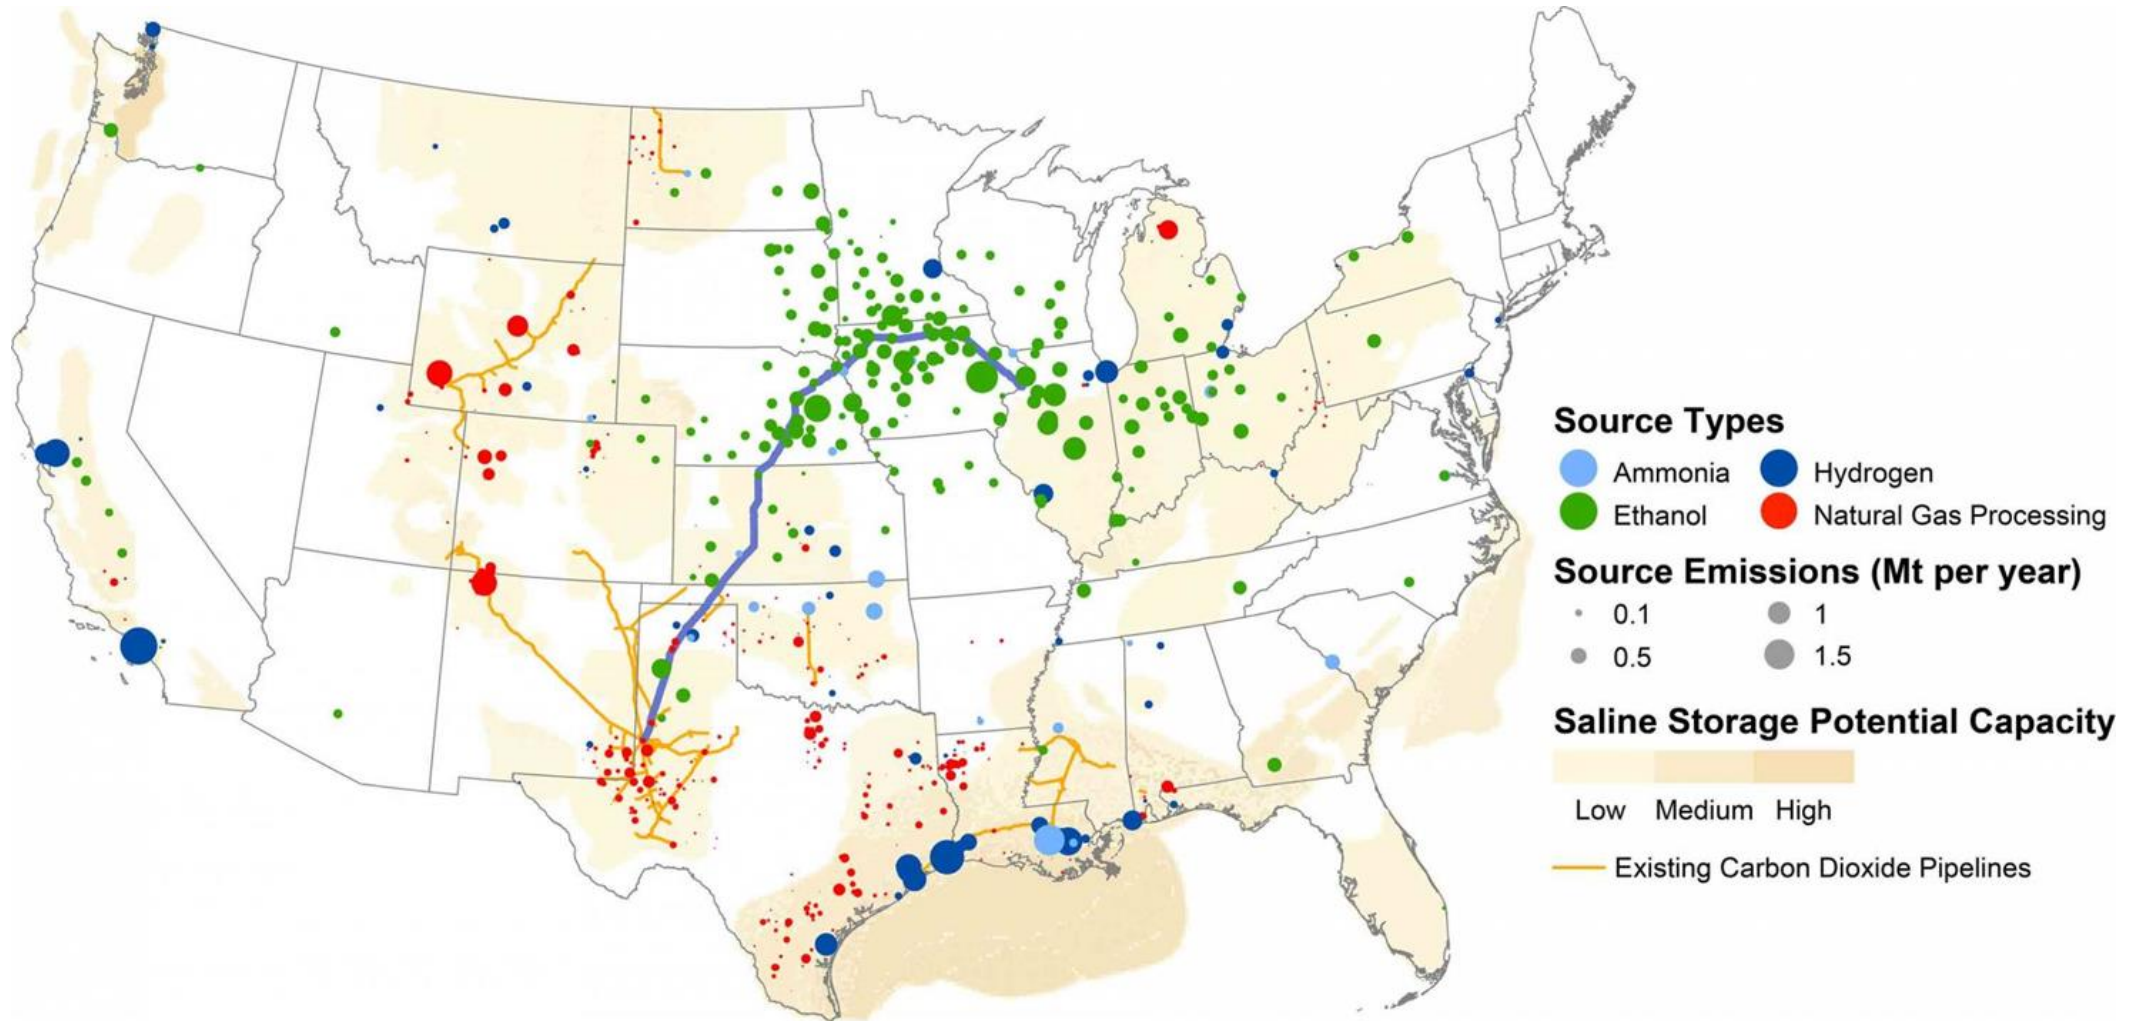 Source Types
Ammonia
Hydrogen
Ethanol
Natural Gas Processing
Source Emissions (Mt per year)
0.1
1
0.5
1.5
Saline Storage Potential Capacity
Low
Medium
High
Existing Carbon Dioxide Pipelines